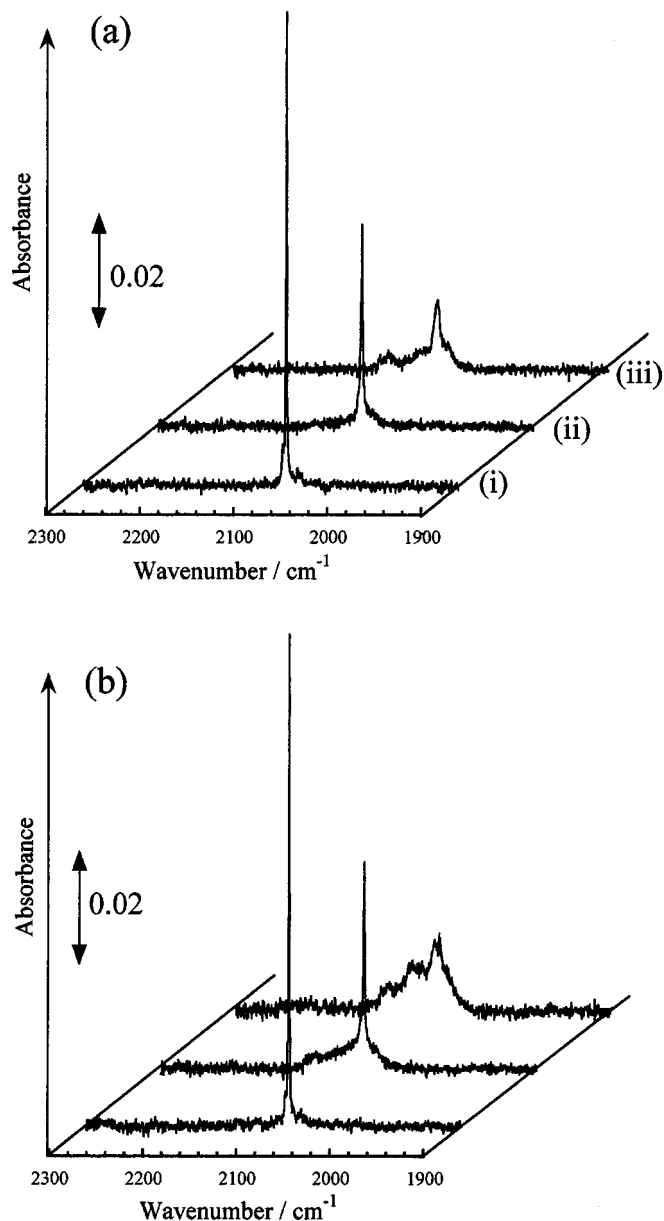 (a)
Absorbance
0.02
(iii)
(ii)
(i)
2300 2200 2100 2000 1900
Wavenumber / cm⁻¹
(b)
Absorbance
0.02
2300 2200 2100 2000 1900
Wavenumber / cm⁻¹